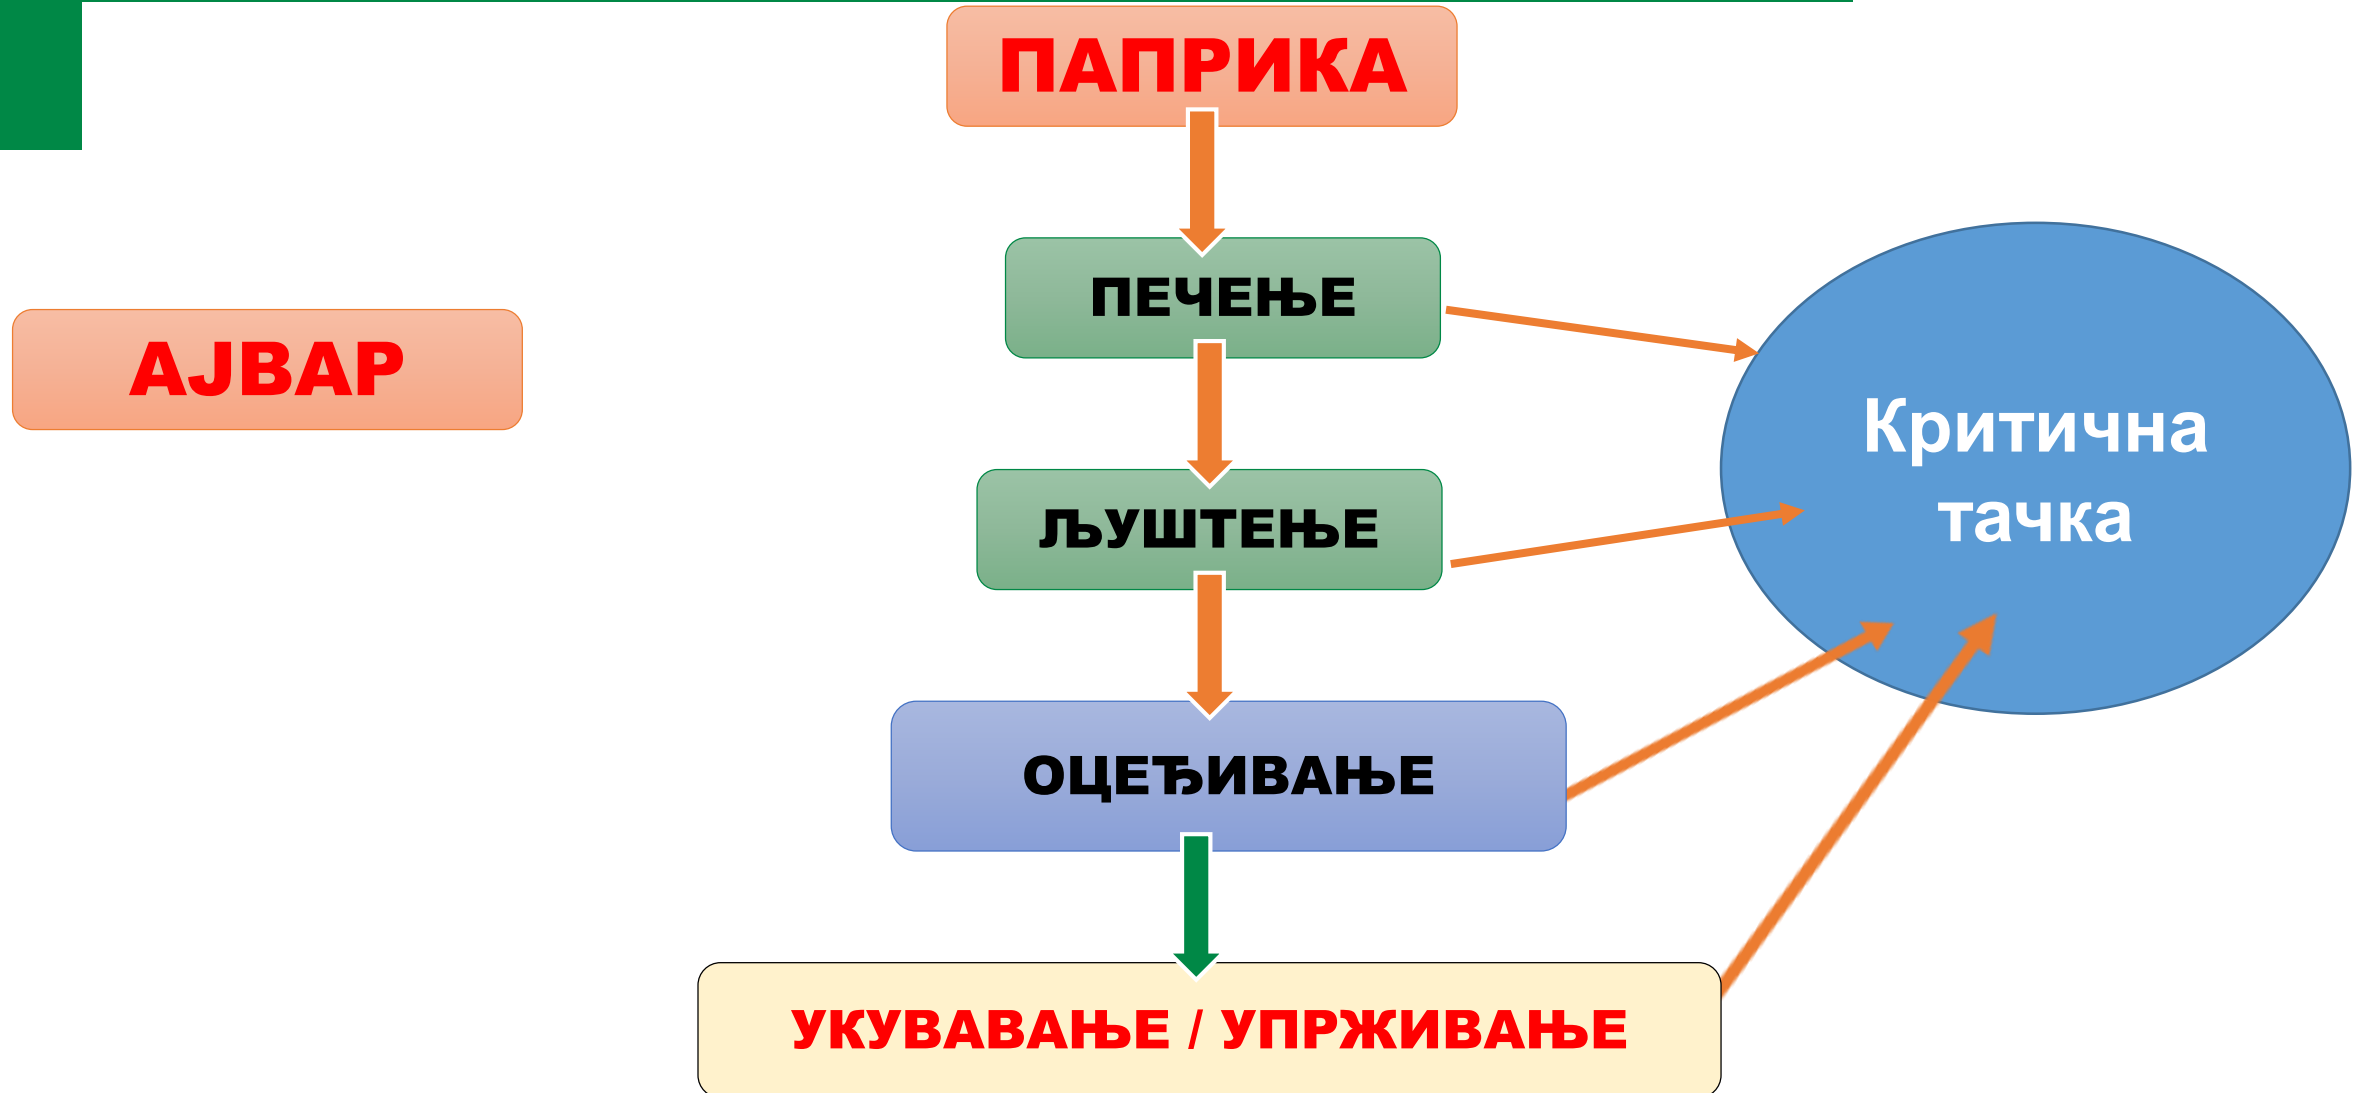 ПАПРИКА
ПЕЧЕЊЕ
АЈВАР
Критична
тачка
ЉУШТЕЊЕ
ОЦЕЂИВАЊЕ
УКУВАВАЊЕ / УПРЖИВАЊЕ